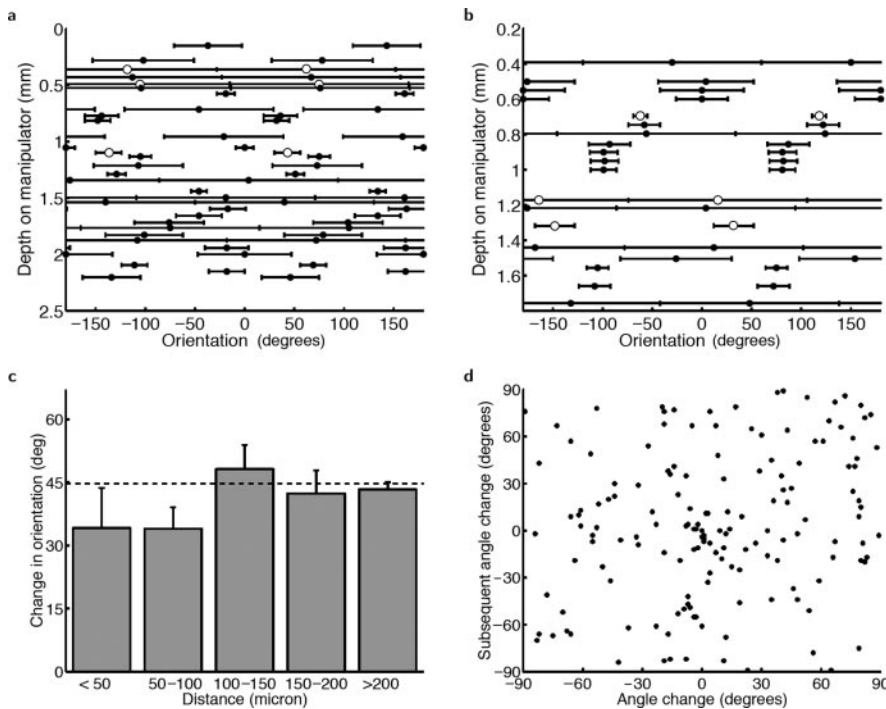 a
Depth on manipulator (mm)
0
0.5
1
1.5
2
2.5
−150 −100 −50 0 50 100 150
Orientation (degrees)
b
Depth on manipulator (mm)
0.2
0.4
0.6
0.8
1
1.2
1.4
1.6
−150 −100 −50 0 50 100 150
Orientation (degrees)
c
Change in orientation (deg)
60
45
30
15
0
< 50 50−100 100−150 150−200 >200
Distance (micron)
d
Subsequent angle change (degrees)
90
60
30
0
−30
−60
−90
−90 −60 −30 0 30 60 90
Angle change (degrees)